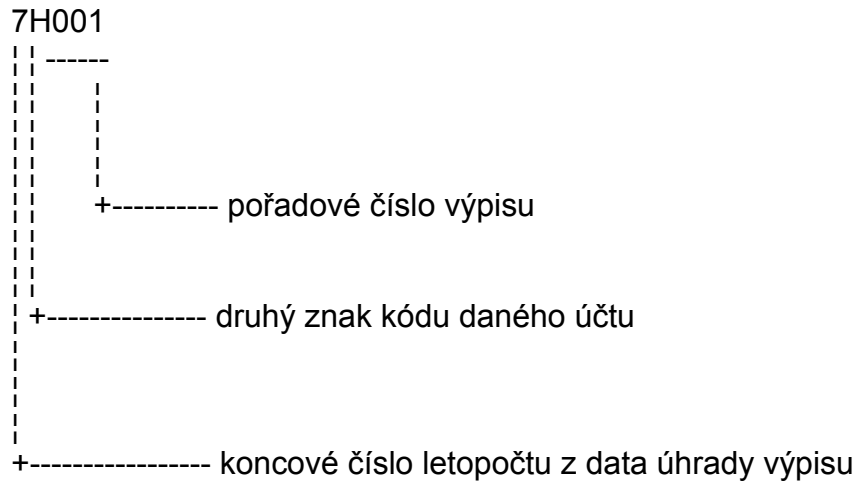 7H001
¦ ¦ ------
¦ ¦ ¦
¦ ¦ ¦
¦ ¦ ¦
¦ ¦ ¦
¦ ¦ +---------- pořadové číslo výpisu
¦ ¦
¦ ¦
¦ ¦
¦ +--------------- druhý znak kódu daného účtu
¦
¦
¦
¦
+----------------- koncové číslo letopočtu z data úhrady výpisu